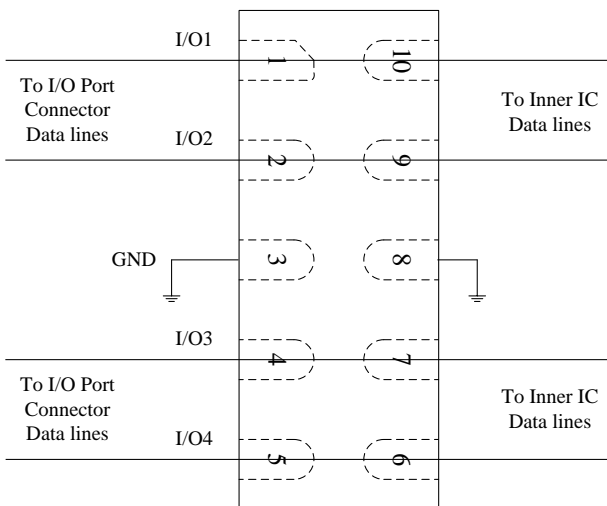 I/O1
1
10
To I/O Port
Connector
Data lines
To Inner IC
Data lines
I/O2
2
9
GND
3
8
I/O3
4
7
To I/O Port
Connector
Data lines
To Inner IC
Data lines
I/O4
5
6